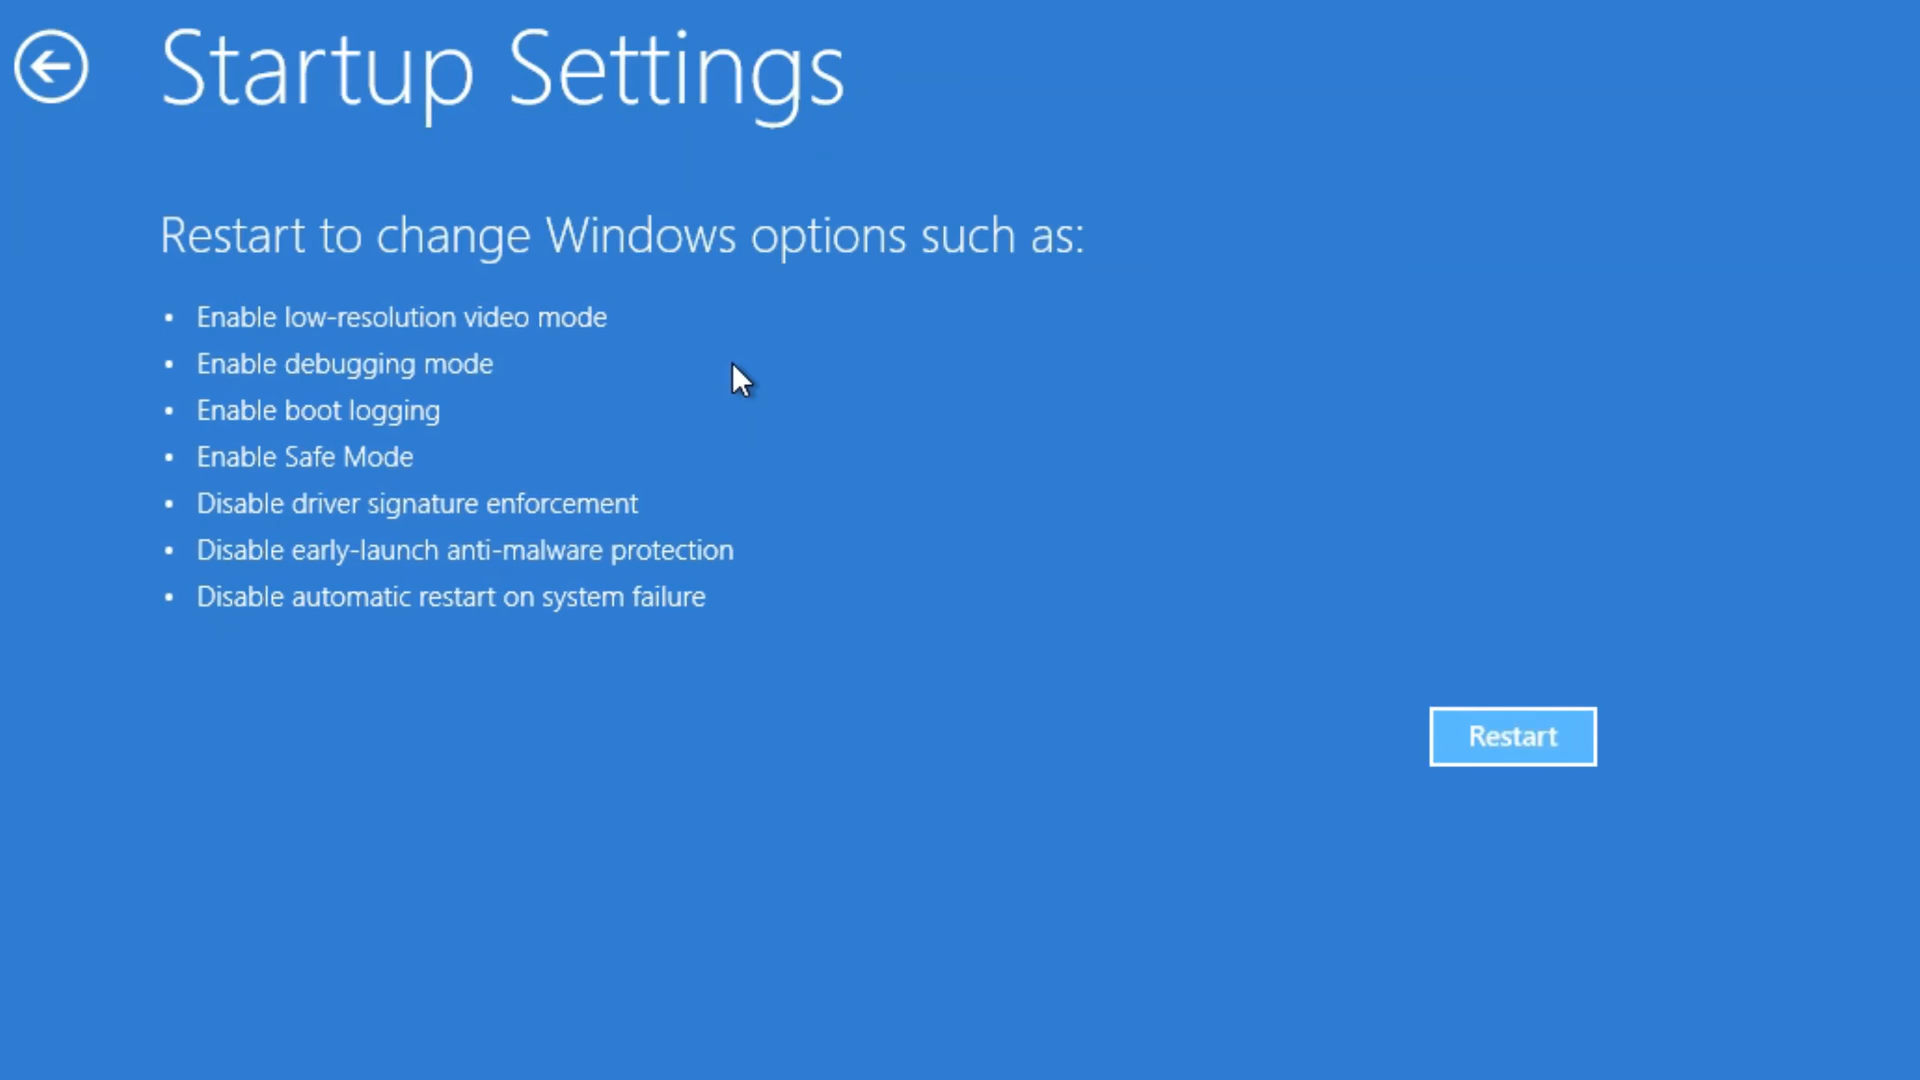 Startup Settings
Restart to change Windows options such as:
• Enable low-resolution video mode
• Enable debugging mode
• Enable boot logging
• Enable Safe Mode
• Disable driver signature enforcement
• Disable early-launch anti-malware protection
• Disable automatic restart on system failure
Restart